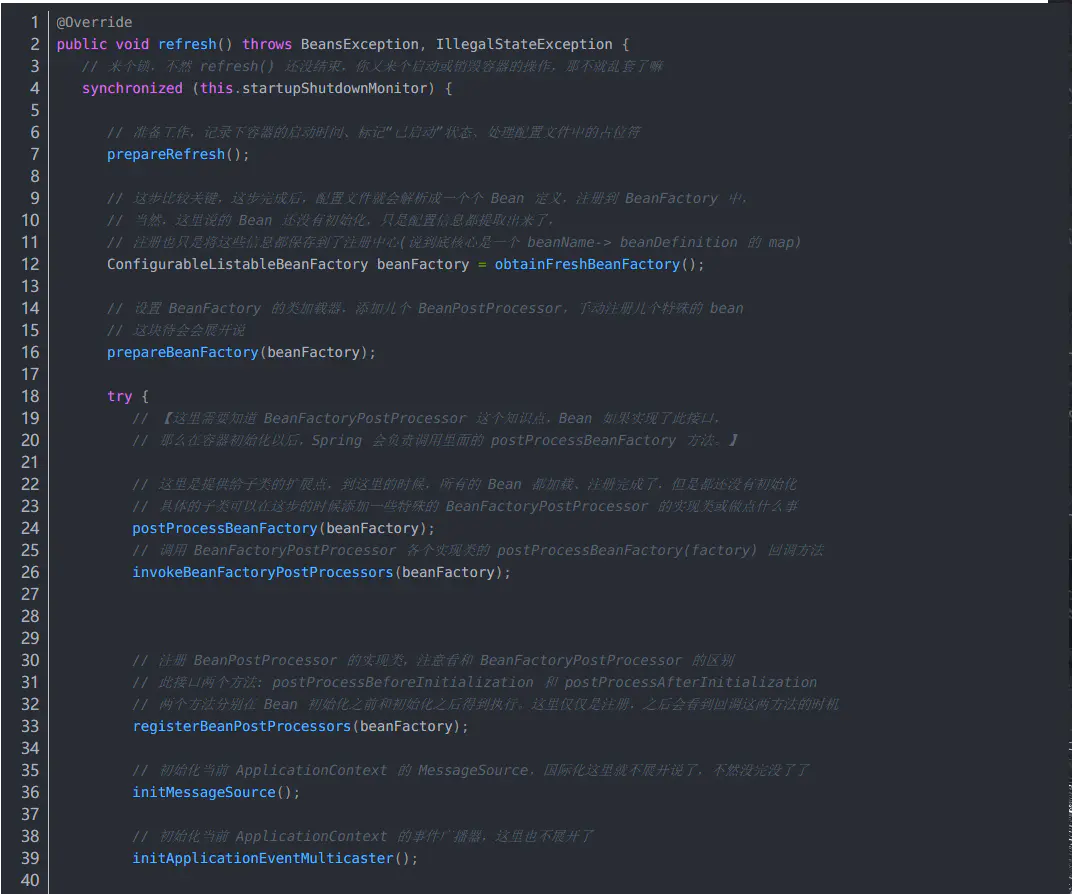 1 @Override
2 public void refresh() throws BeansException, IllegalStateException {
3 // 来个锁，不然 refresh() 还没结束，你又来个启动或销毁容器的操作，那不就乱套了嘛
4 synchronized (this.startupShutdownMonitor) {
5
6 // 准备工作，记录下容器的启动时间、标记“已启动”状态、处理配置文件中的占位符
7 prepareRefresh();
8
9 // 这步比较关键，这步完成后，配置文件就会解析成一个个 Bean 定义，注册到 BeanFactory 中，
10 // 当然，这里说的 Bean 还没有初始化，只是配置信息都提取出来了，
11 // 注册也只是将这些信息都保存到了注册中心(说到底核心是一个 beanName-> beanDefinition 的 map)
12 ConfigurableListableBeanFactory beanFactory = obtainFreshBeanFactory();
13
14 // 设置 BeanFactory 的类加载器，添加几个 BeanPostProcessor，手动注册几个特殊的 bean
15 // 这块待会会展开说
16 prepareBeanFactory(beanFactory);
17
18 try {
19 // 【这里需要知道 BeanFactoryPostProcessor 这个知识点，Bean 如果实现了此接口，
20 // 那么在容器初始化以后，Spring 会负责调用里面的 postProcessBeanFactory 方法。】
21
22 // 这里是提供给子类的扩展点，到这里的时候，所有的 Bean 都加载、注册完成了，但是都还没有初始化
23 // 具体的子类可以在这步的时候添加一些特殊的 BeanFactoryPostProcessor 的实现类或做点什么事
24 postProcessBeanFactory(beanFactory);
25 // 调用 BeanFactoryPostProcessor 各个实现类的 postProcessBeanFactory(factory) 回调方法
26 invokeBeanFactoryPostProcessors(beanFactory);
27
28
29
30 // 注册 BeanPostProcessor 的实现类，注意看和 BeanFactoryPostProcessor 的区别
31 // 此接口两个方法: postProcessBeforeInitialization 和 postProcessAfterInitialization
32 // 两个方法分别在 Bean 初始化之前和初始化之后得到执行。这里仅仅是注册，之后会看到回调这两方法的时机
33 registerBeanPostProcessors(beanFactory);
34
35 // 初始化当前 ApplicationContext 的 MessageSource，国际化这里就不展开说了，不然没完没了了
36 initMessageSource();
37
38 // 初始化当前 ApplicationContext 的事件广播器，这里也不展开了
39 initApplicationEventMulticaster();
40